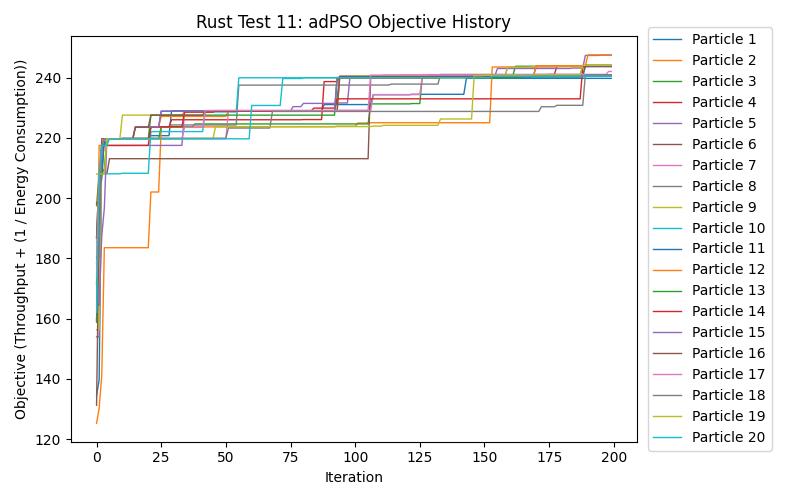 Rust Test 11: adPSO Objective History
Objective (Throughput + (1 / Energy Consumption))
240
220
200
180
160
140
120
0
25
50
75
100
125
150
175
200
Iteration
Particle 1
Particle 2
Particle 3
Particle 4
Particle 5
Particle 6
Particle 7
Particle 8
Particle 9
Particle 10
Particle 11
Particle 12
Particle 13
Particle 14
Particle 15
Particle 16
Particle 17
Particle 18
Particle 19
Particle 20